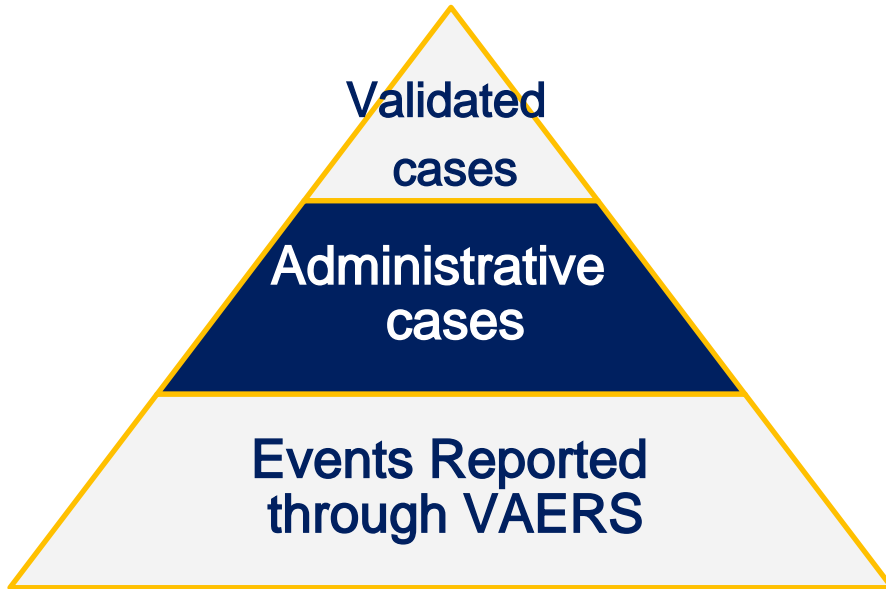 Validated
cases
Administrative
cases
Events Reported
through VAERS